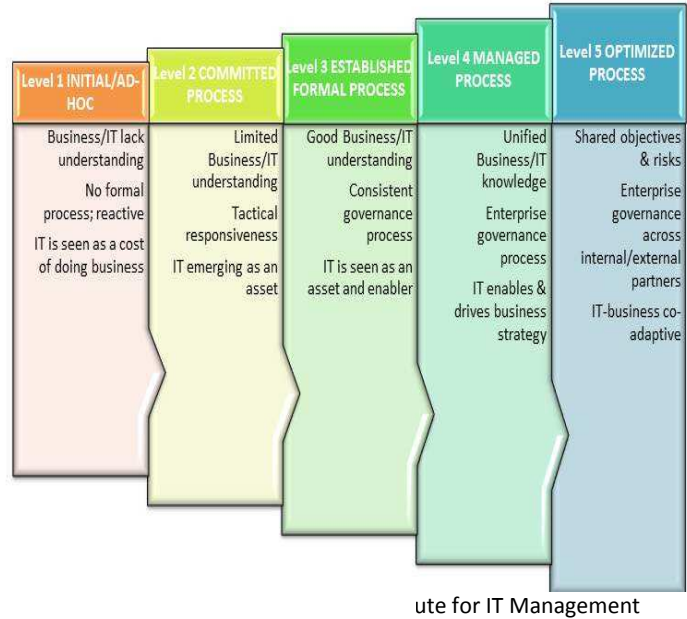 Level 1 INITIAL/AD-
HOC
Business/IT lack
understanding
No formal
process; reactive
IT is seen as a cost
of doing business
Level 2 COMMITTED
PROCESS
Limited
Business/IT
understanding
Tactical
responsiveness
IT emerging as an
asset
Level 3 ESTABLISHED
FORMAL PROCESS
Good Business/IT
understanding
Consistent
governance
process
IT is seen as an
asset and enabler
Level 4 MANAGED
PROCESS
Unified
Business/IT
knowledge
Enterprise
governance
process
IT enables &
drives business
strategy
Level 5 OPTIMIZED
PROCESS
Shared objectives
& risks
Enterprise
governance
across
internal/external
partners
IT-business co-
adaptive
ute for IT Management